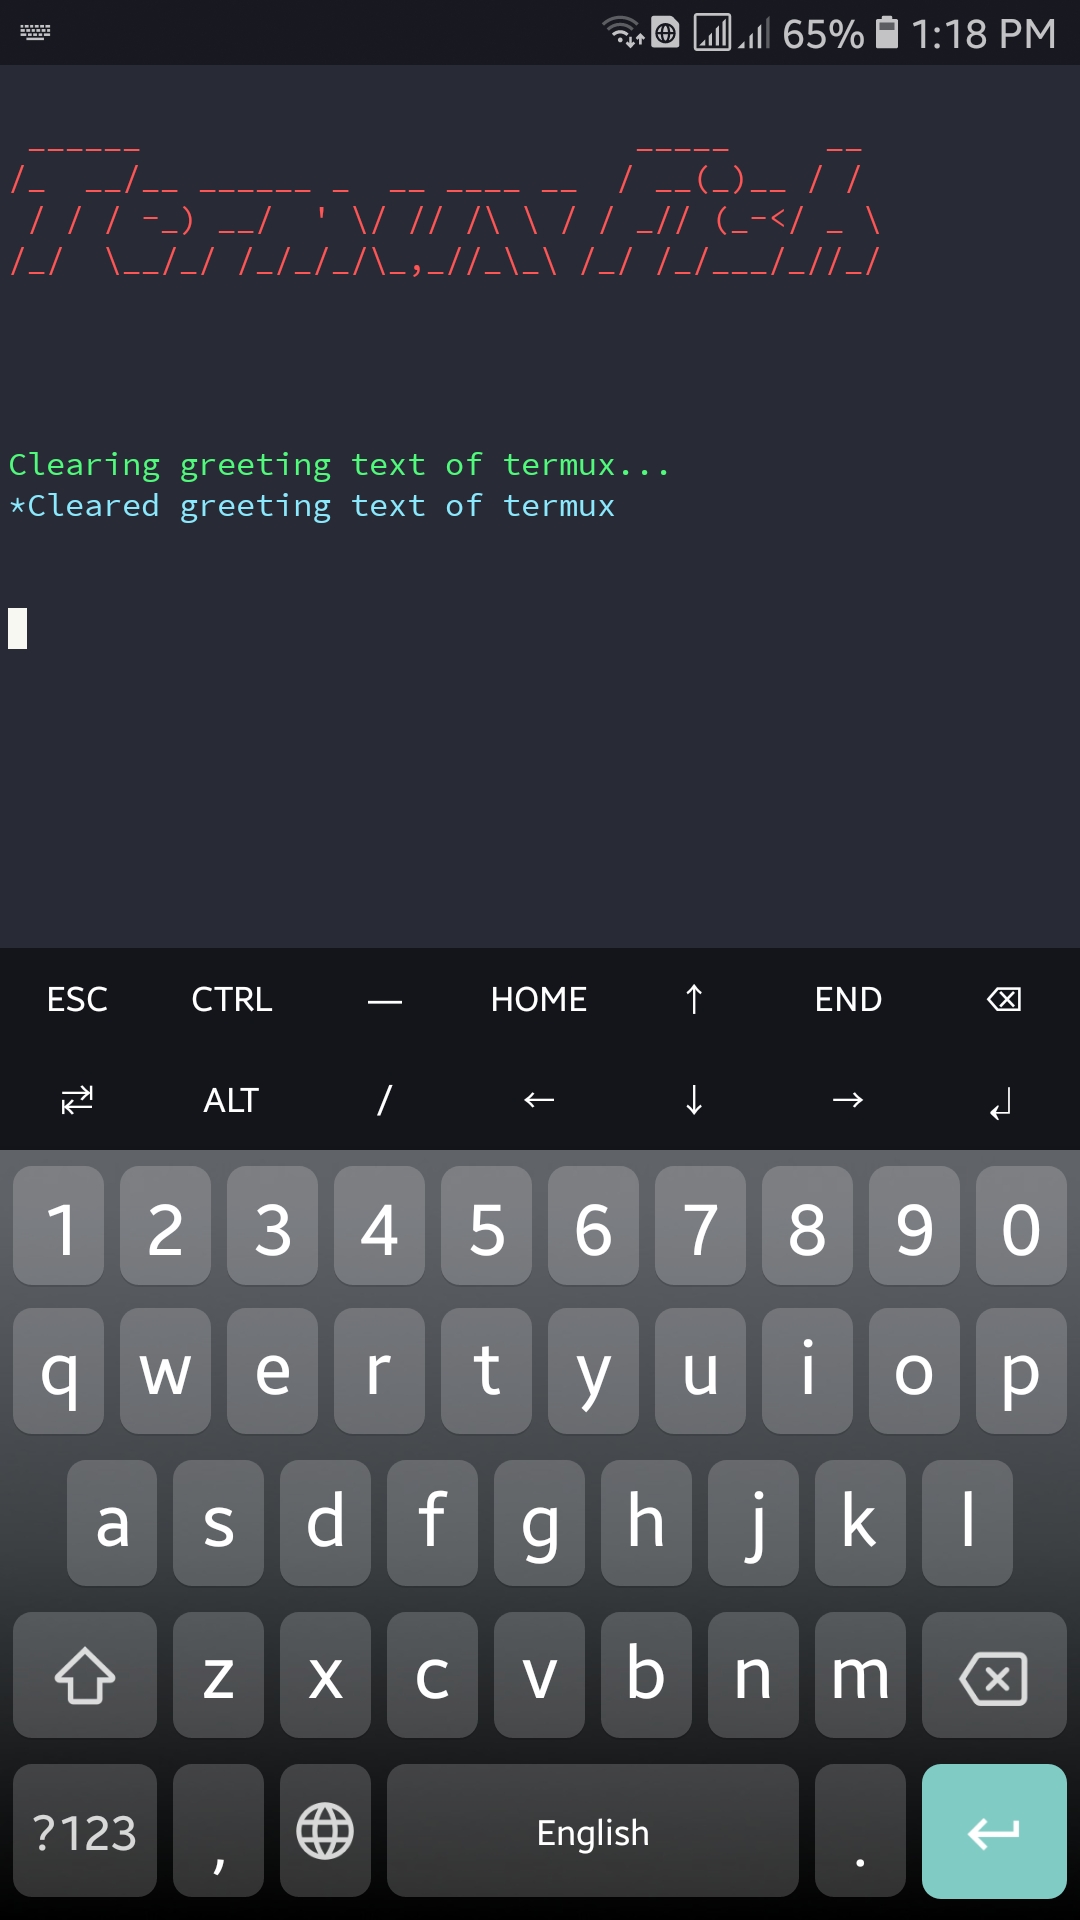 65% 1:18 PM
 ______                                                     _____          __
/_  __/__ ______ _  __ ____ __  / __(_)__ / /
 / / / -_) __/  ' \/ // /\ \ / / _// (_-</ _ \
/_/  \__/_/ /_/_/_/\_,_//_\_\ /_/ /_/___/_//_/
Clearing greeting text of termux...
*Cleared greeting text of termux
ESC CTRL — HOME ↑ END ⌫
⇄ ALT / ← ↓ → ↲
1 2 3 4 5 6 7 8 9 0
q w e r t y u i o p
a s d f g h j k l
z x c v b n m
?123 , English .